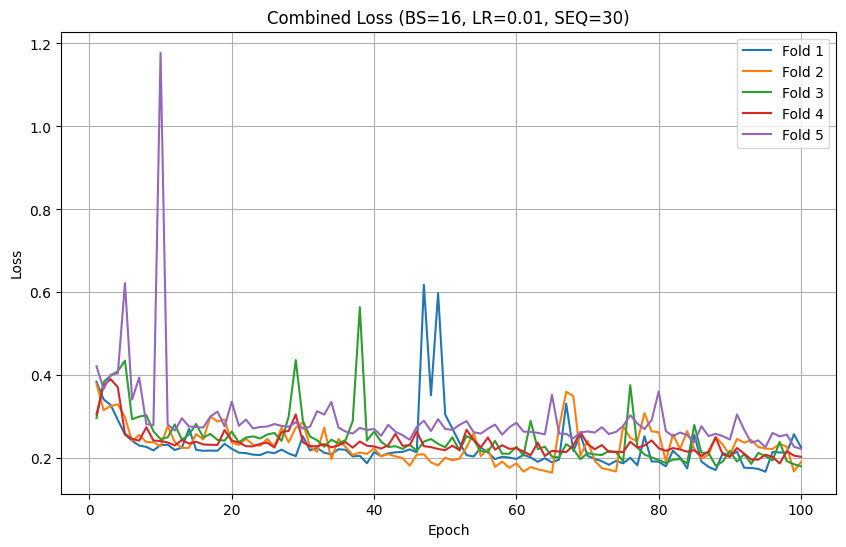 Combined Loss (BS=16, LR=0.01, SEQ=30)
Fold 1
Fold 2
Fold 3
Fold 4
Fold 5
Loss
1.2
1.0
0.8
0.6
0.4
0.2
0 20 40 60 80 100
Epoch